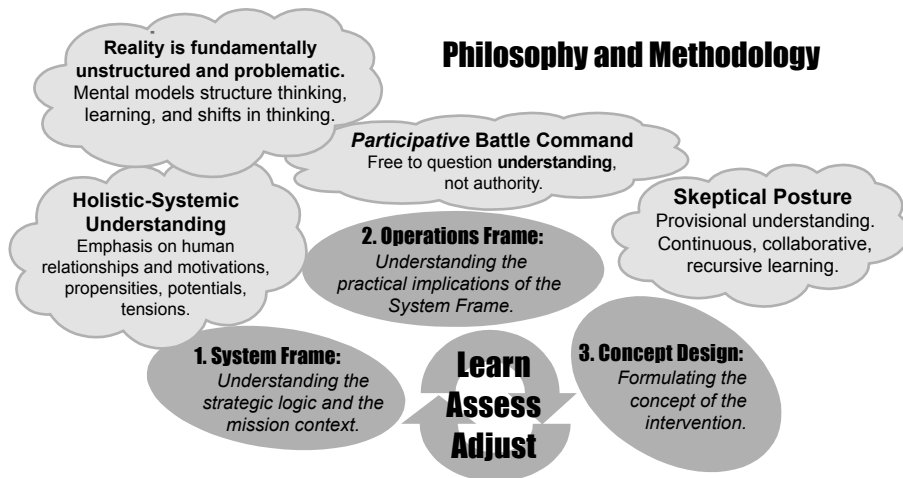 Philosophy and Methodology
Reality is fundamentally
unstructured and problematic.
Mental models structure thinking,
learning, and shifts in thinking.
Participative Battle Command
Free to question understanding,
not authority.
Holistic-Systemic
Understanding
Emphasis on human
relationships and motivations,
propensities, potentials,
tensions.
Skeptical Posture
Provisional understanding.
Continuous, collaborative,
recursive learning.
1. System Frame:
Understanding the
strategic logic and the
mission context.
2. Operations Frame:
Understanding the
practical implications of the
System Frame.
3. Concept Design:
Formulating the
concept of the
intervention.
Learn
Assess
Adjust